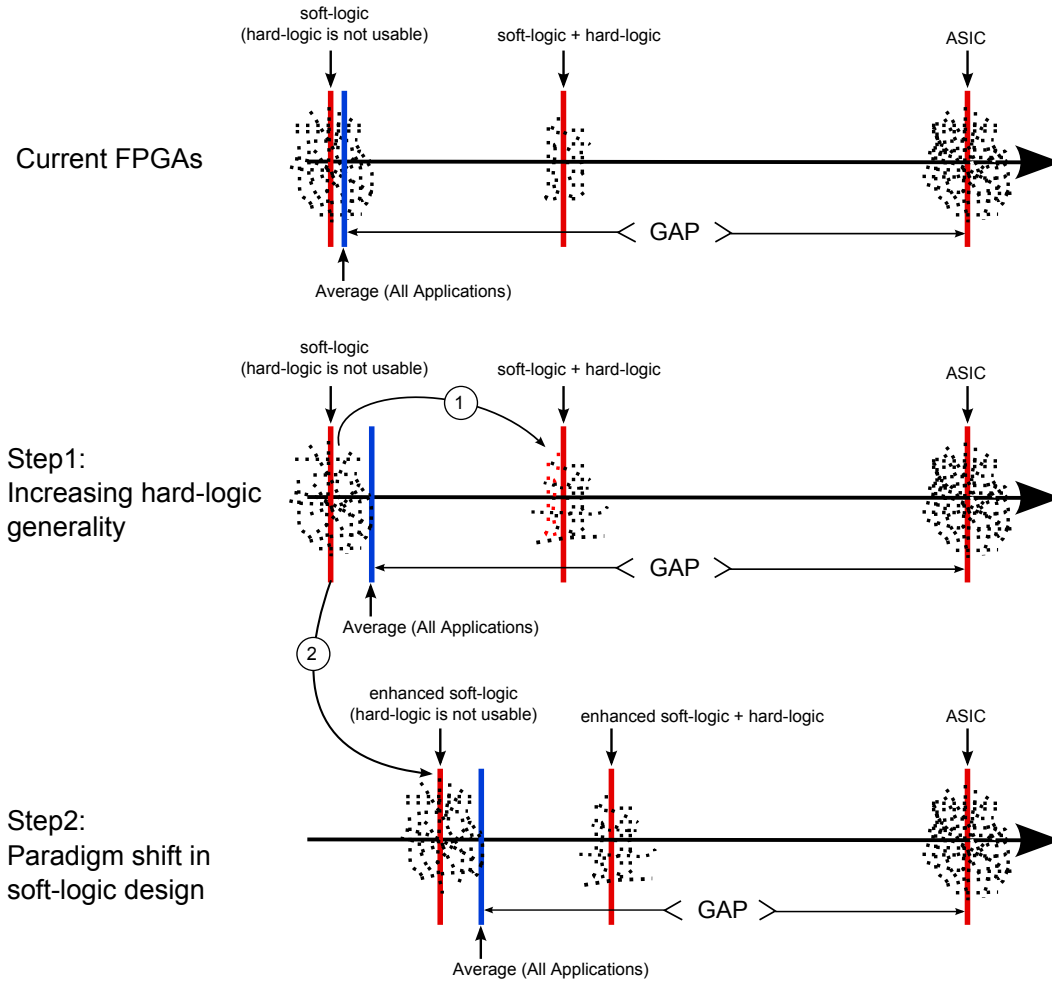 soft-logic
(hard-logic is not usable)
soft-logic + hard-logic
ASIC
Current FPGAs
GAP
Average (All Applications)
soft-logic
(hard-logic is not usable)
soft-logic + hard-logic
ASIC
1
Step1:
Increasing hard-logic
generality
GAP
Average (All Applications)
2
enhanced soft-logic
(hard-logic is not usable)
enhanced soft-logic + hard-logic
ASIC
Step2:
Paradigm shift in
soft-logic design
GAP
Average (All Applications)